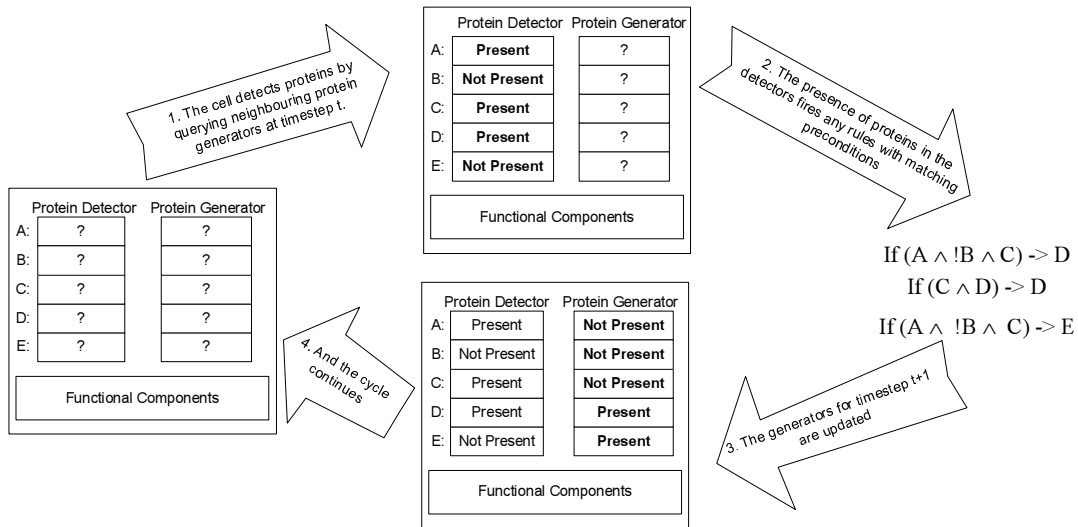 Protein Detector Protein Generator
A: Present ?
B: Not Present ?
C: Present ?
D: Present ?
E: Not Present ?
Functional Components
1. The cell detects proteins by
querying neighbouring protein
generators at timestep t.
2. The presence of proteins in the
detectors fires any rules with matching
preconditions
If (A ∧ !B ∧ C) -> D
If (C ∧ D) -> D
If (A ∧ !B ∧ C) -> E
Protein Detector Protein Generator
A: ? ?
B: ? ?
C: ? ?
D: ? ?
E: ? ?
Functional Components
Protein Detector Protein Generator
A: Present Not Present
B: Not Present Not Present
C: Present Not Present
D: Present Present
E: Not Present Present
Functional Components
3. The generators for timestep t+1
are updated
4. And the cycle
continues